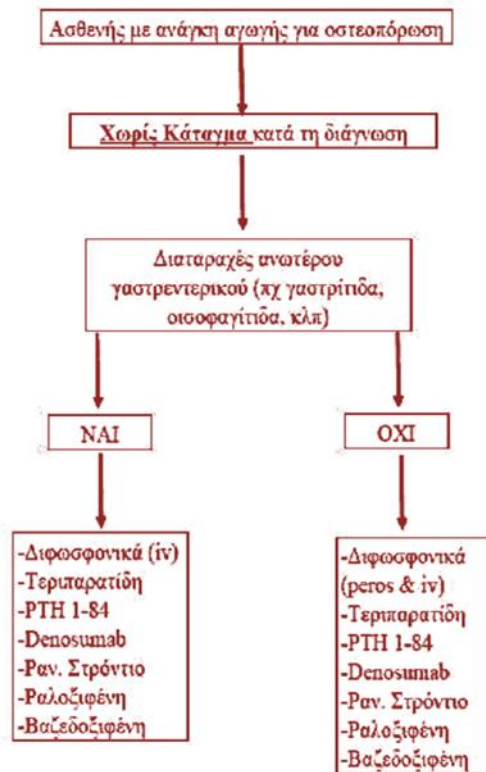 Ασθενής με ανάγκη αγωγής για οστεοπόρωση
Χωρίς Κάταγμα κατά τη διάγνωση
Διαταραχές ανωτέρου
γαστρεντερικού (πχ γαστρίτιδα,
οισοφαγίτιδα, κλπ)
ΝΑΙ
ΟΧΙ
-Διφωσφονικά (iv)
-Τεριπαρατίδη
-PTH 1-84
-Denosumab
-Ραν. Στρόντιο
-Ραλοξιφένη
-Βαζεδοξιφένη
-Διφωσφονικά
(peros & iv)
-Τεριπαρατίδη
-PTH 1-84
-Denosumab
-Ραν. Στρόντιο
-Ραλοξιφένη
-Βαζεδοξιφένη